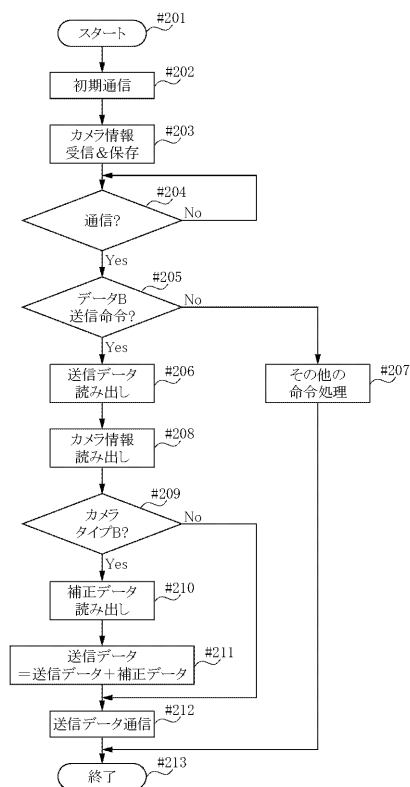 #201
スタート
#202
初期通信
#203
カメラ情報
受信&保存
#204
通信?
No
Yes
#205
データB
送信命令?
No
Yes
#206
送信データ
読み出し
#207
その他の
命令処理
#208
カメラ情報
読み出し
#209
カメラ
タイプB?
No
Yes
#210
補正データ
読み出し
#211
送信データ
=送信データ+補正データ
#212
送信データ通信
#213
終了